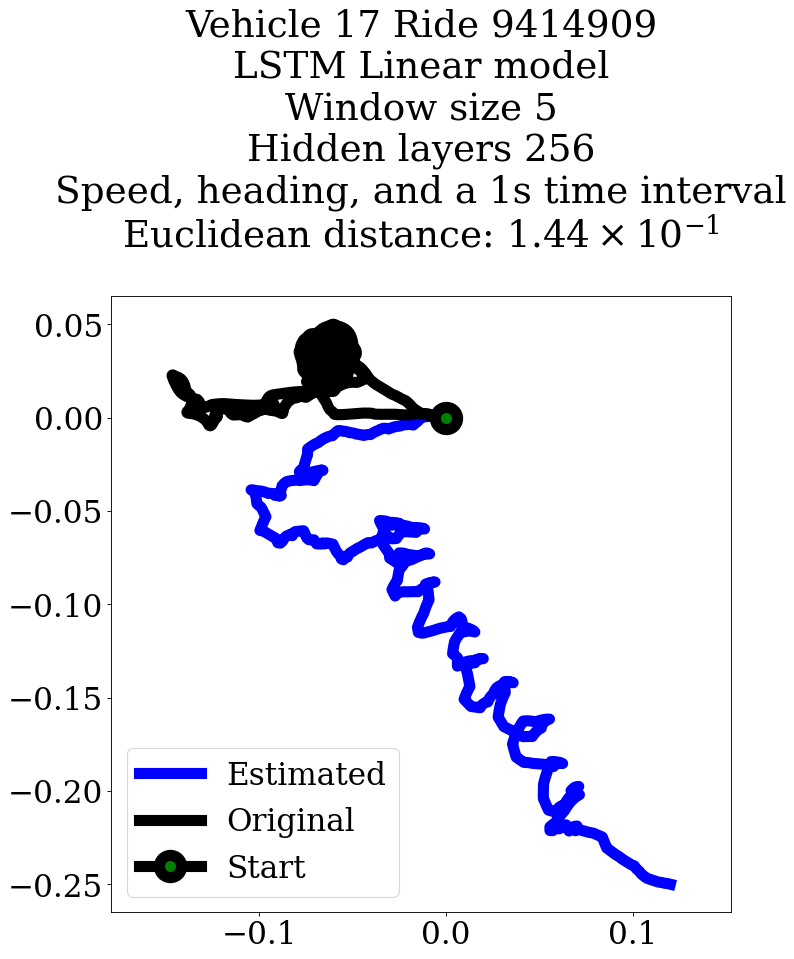 Vehicle 17 Ride 9414909
LSTM Linear model
Window size 5
Hidden layers 256
Speed, heading, and a 1s time interval
Euclidean distance: 1.44 × 10⁻¹
0.05
0.00
−0.05
−0.10
−0.15
−0.20
−0.25
Estimated
Original
Start
−0.1
0.0
0.1